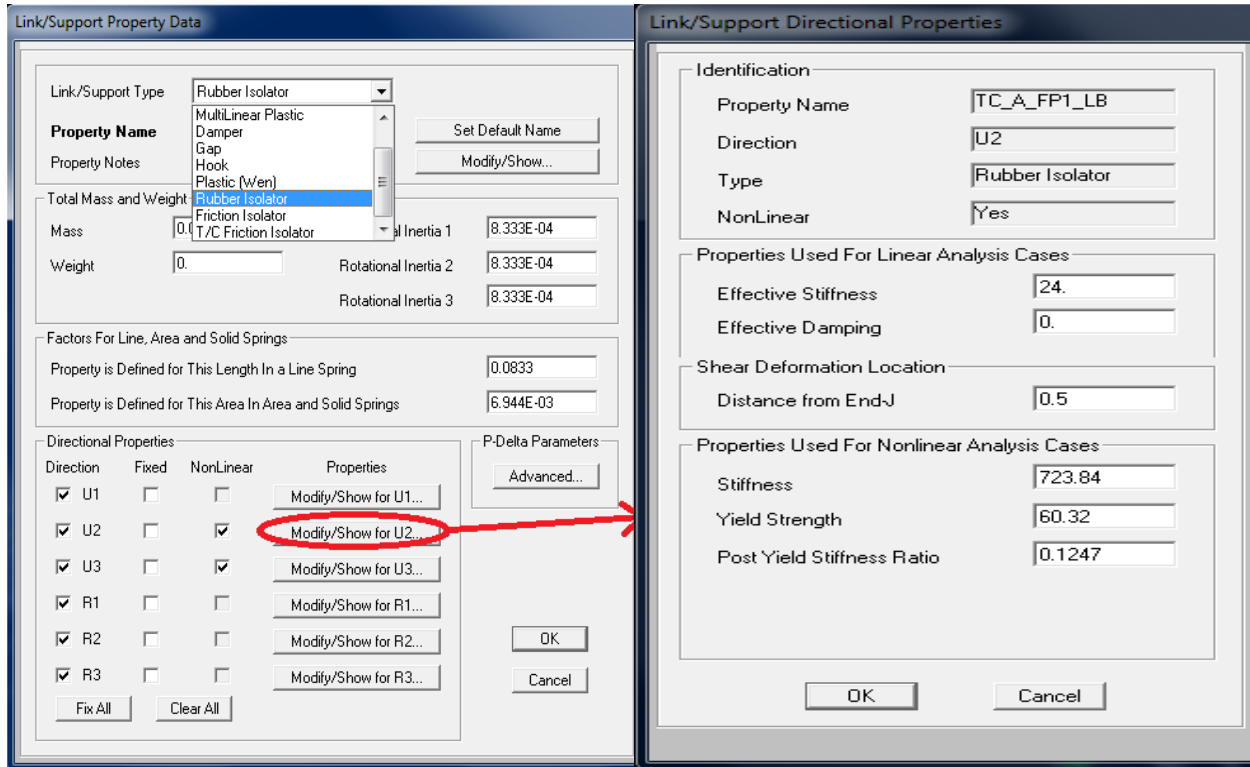 Link/Support Property Data
Link/Support Type Rubber Isolator
MultiLinear Plastic
Damper
Gap
Hook
Plastic (Wen)
Rubber Isolator
Friction Isolator
T/C Friction Isolator
Property Name Set Default Name
Property Notes Modify/Show...
Total Mass and Weight
Mass 0.0 al Inertia 1 8.333E-04
Weight 0. Rotational Inertia 2 8.333E-04
Rotational Inertia 3 8.333E-04
Factors For Line, Area and Solid Springs
Property is Defined for This Length In a Line Spring 0.0833
Property is Defined for This Area In Area and Solid Springs 6.944E-03
Directional Properties
Direction Fixed NonLinear Properties
U1 Modify/Show for U1...
U2 Modify/Show for U2...
U3 Modify/Show for U3...
R1 Modify/Show for R1...
R2 Modify/Show for R2...
R3 Modify/Show for R3...
Fix All Clear All
P-Delta Parameters
Advanced...
OK
Cancel
Link/Support Directional Properties
Identification
Property Name TC_A_FP1_LB
Direction U2
Type Rubber Isolator
NonLinear Yes
Properties Used For Linear Analysis Cases
Effective Stiffness 24.
Effective Damping 0.
Shear Deformation Location
Distance from End-J 0.5
Properties Used For Nonlinear Analysis Cases
Stiffness 723.84
Yield Strength 60.32
Post Yield Stiffness Ratio 0.1247
OK Cancel